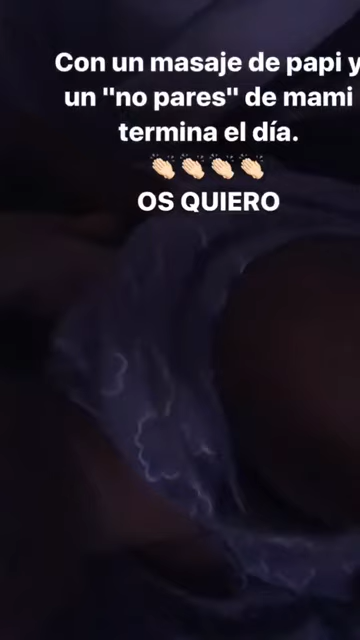 Con un masaje de papi y
un "no pares" de mami
termina el día.
👏🏻👏🏻👏🏻👏🏻
OS QUIERO